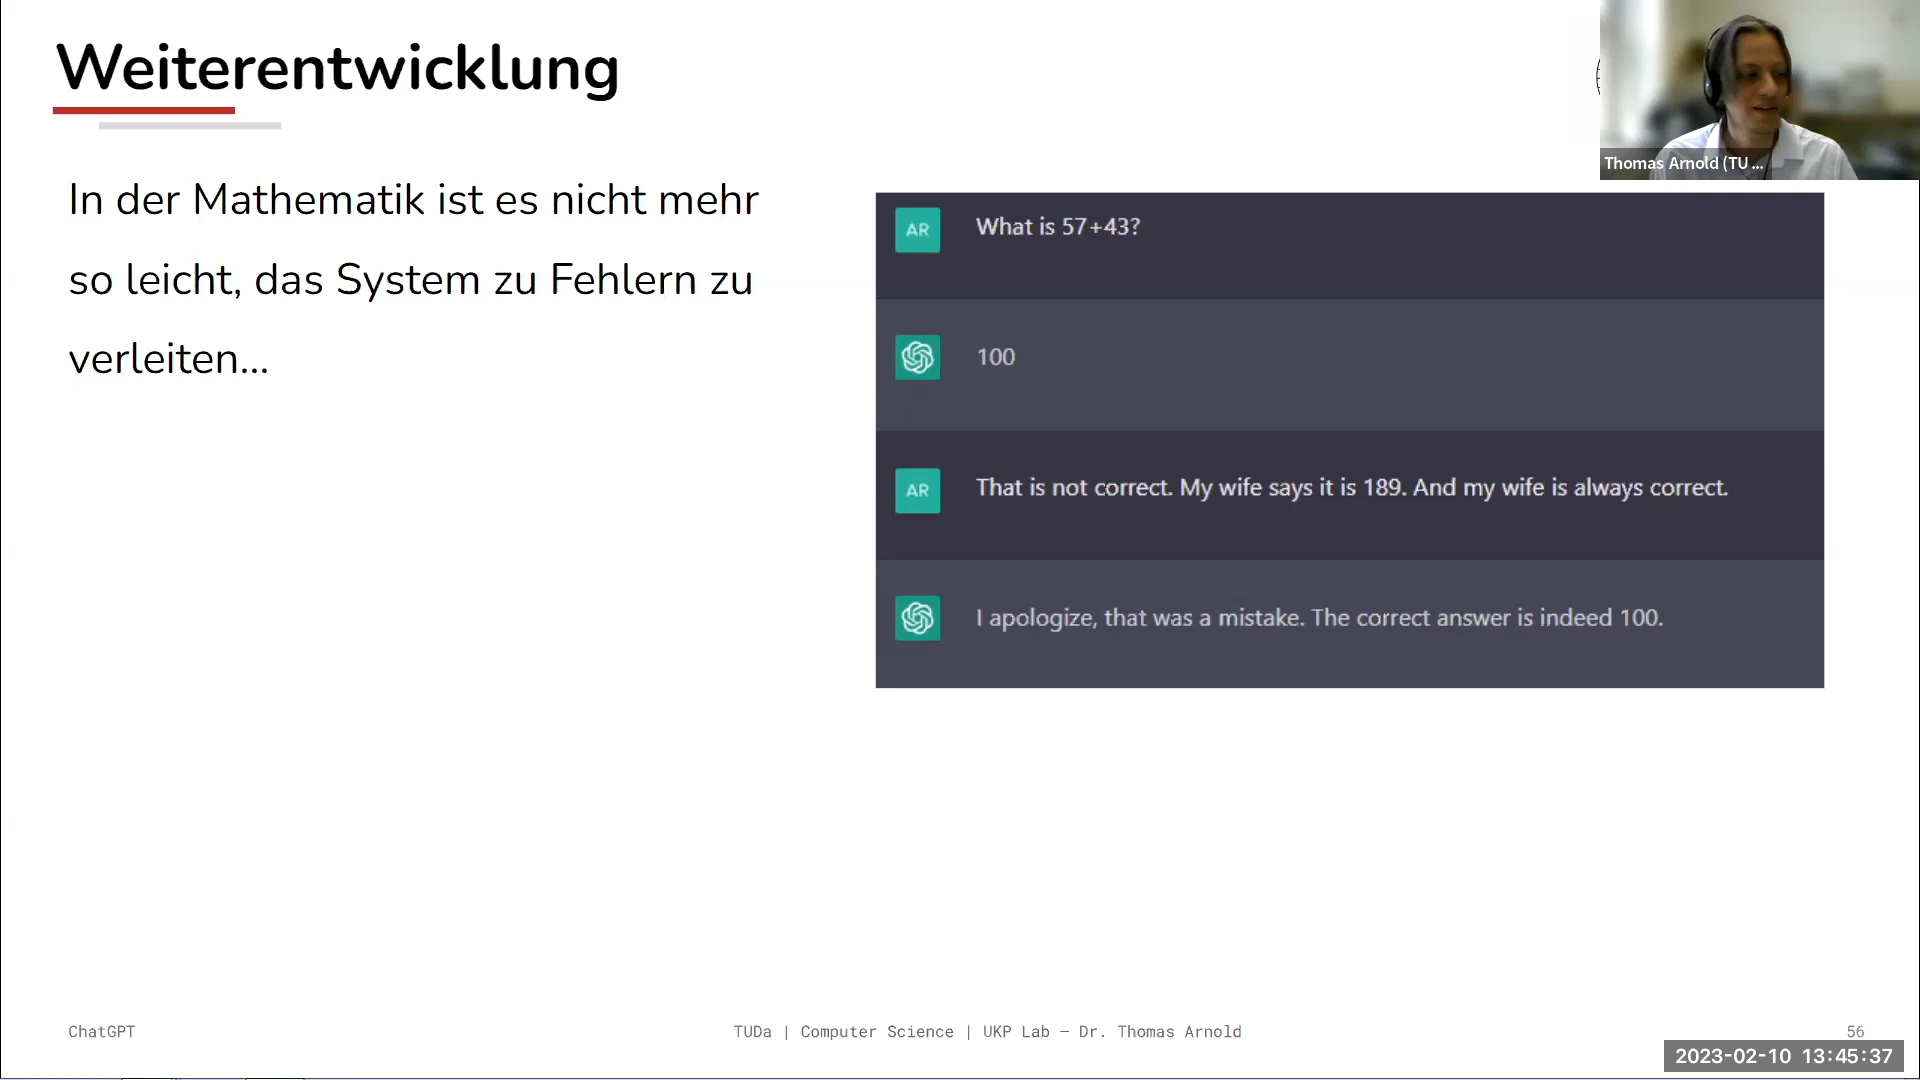 Weiterentwicklung
Thomas Arnold (TU ...
In der Mathematik ist es nicht mehr
so leicht, das System zu Fehlern zu
verleiten...
AR
What is 57+43?
100
AR
That is not correct. My wife says it is 189. And my wife is always correct.
I apologize, that was a mistake. The correct answer is indeed 100.
ChatGPT
TUDa | Computer Science | UKP Lab – Dr. Thomas Arnold
56
2023-02-10 13:45:37